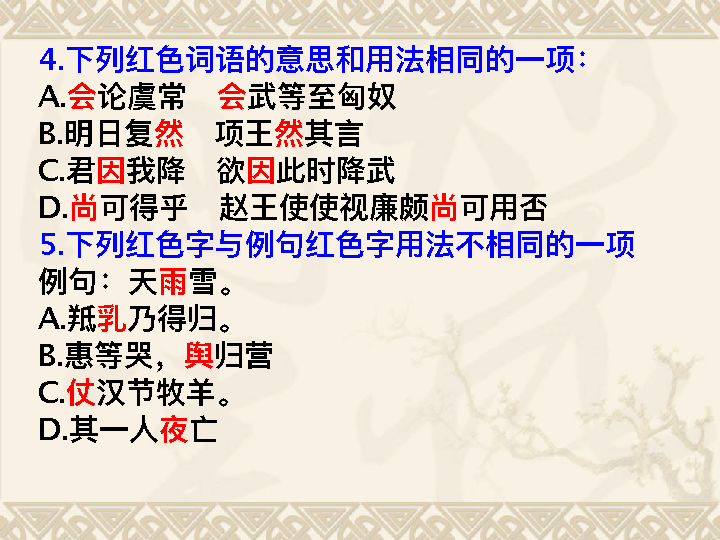 4.下列红色词语的意思和用法相同的一项：
A.会论虞常 会武等至匈奴
B.明日复然 项王然其言
C.君因我降 欲因此时降武
D.尚可得乎 赵王使使视廉颇尚可用否
5.下列红色字与例句红色字用法不相同的一项
例句：天雨雪。
A.羝乳乃得归。
B.惠等哭，舆归营
C.仗汉节牧羊。
D.其一人夜亡